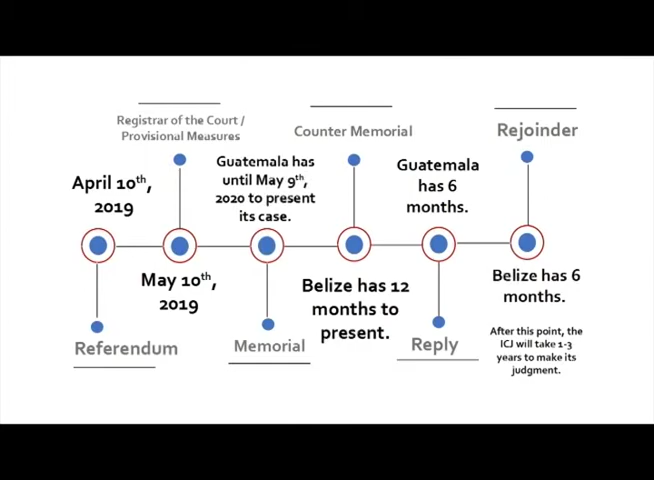 Registrar of the Court /
Provisional Measures
Counter Memorial
Rejoinder
April 10th,
2019
Guatemala has
until May 9th,
2020 to present
its case.
Guatemala
has 6
months.
May 10th,
2019
Belize has 12
months to
present.
Belize has 6
months.
Referendum
Memorial
Reply
After this point, the
ICJ will take 1-3
years to make its
judgment.